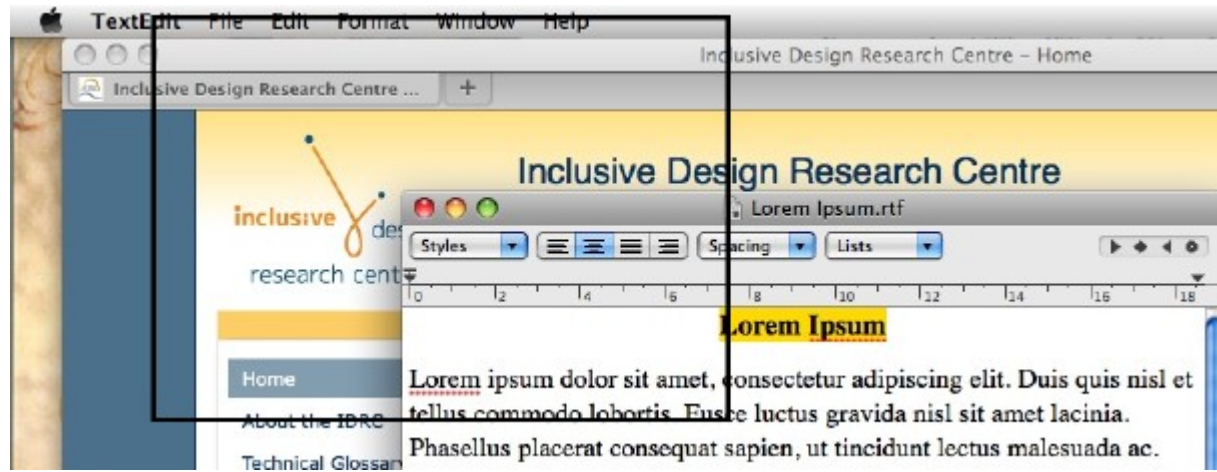 TextEdit File Edit Format Window Help
Inclusive Design Research Centre – Home
Inclusive Design Research Centre ... +
Inclusive Design Research Centre
inclusive
des
research cent
Lorem Ipsum.rtf
Styles Spacing Lists
0 2 4 6 8 10 12 14 16 18
Lorem Ipsum
Home
Lorem ipsum dolor sit amet, consectetur adipiscing elit. Duis quis nisl et
tellus commodo lobortis. Fusce luctus gravida nisl sit amet lacinia.
About the IDRC
Phasellus placerat consequat sapien, ut tincidunt lectus malesuada ac.
Technical Glossar